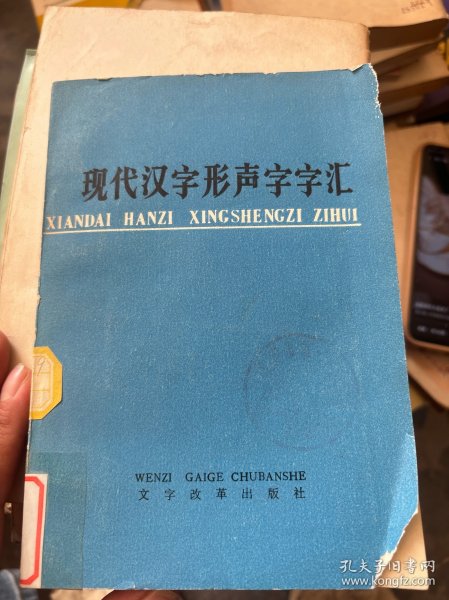 现代汉字形声字字汇
XIANDAI HANZI XINGSHENGZI ZIHUI
WENZI GAIGE CHUBANSHE
文字改革出版社
孔夫子旧书网
www.kongfz.com